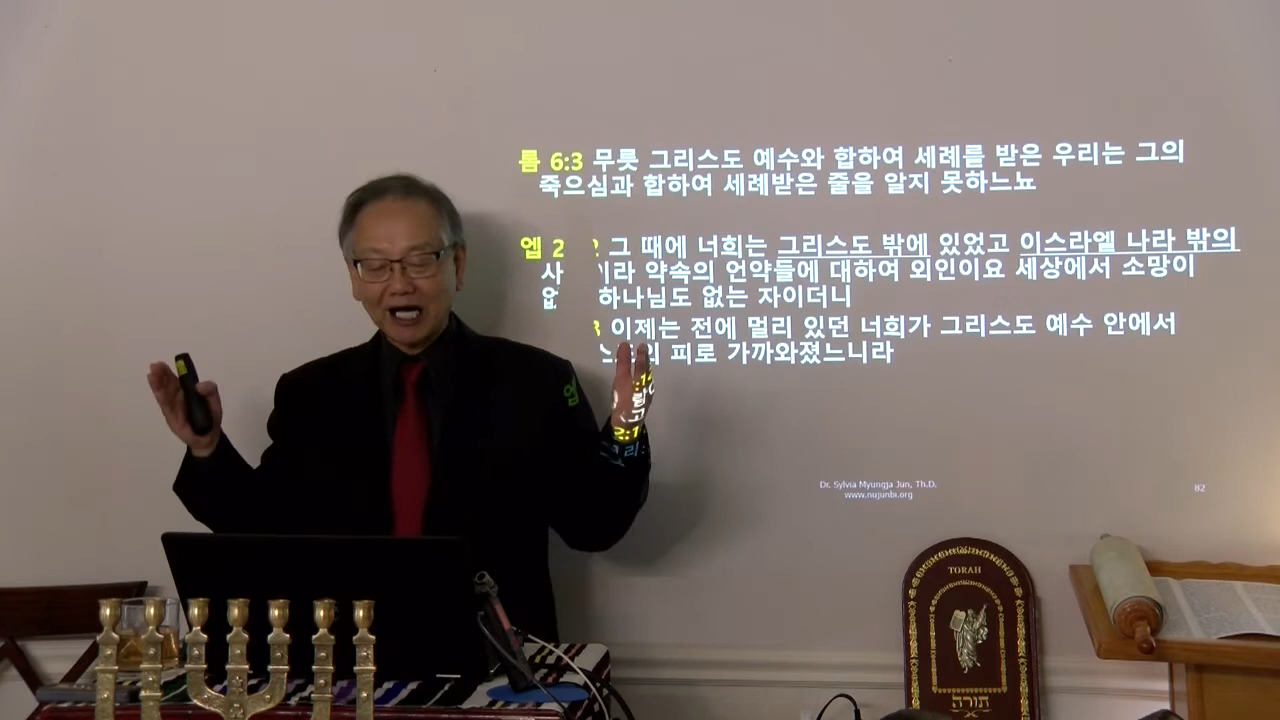 롬 6:3 무릇 그리스도 예수와 합하여 세례를 받은 우리는 그의
죽으심과 합하여 세례받은 줄을 알지 못하느뇨
엡 2 2 그 때에 너희는 그리스도 밖에 있었고 이스라엘 나라 밖의
사 이라 약속의 언약들에 대하여 외인이요 세상에서 소망이
없 하나님도 없는 자이더니
3 이제는 전에 멀리 있던 너희가 그리스도 예수 안에서
피로 가까와졌느니라
엡
Dr. Sylvia Myungja Jun, Th.D.
www.nujunbi.org
82
TORAH
תורה